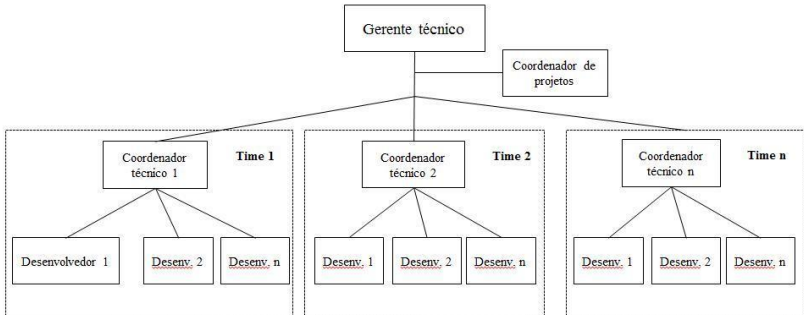 Gerente técnico
Coordenador de
projetos
Coordenador
técnico 1
Time 1
Coordenador
técnico 2
Time 2
Coordenador
técnico n
Time n
Desenvolvedor 1
Desenv. 2
Desenv. n
Desenv. 1
Desenv. 2
Desenv. n
Desenv. 1
Desenv. 2
Desenv. n